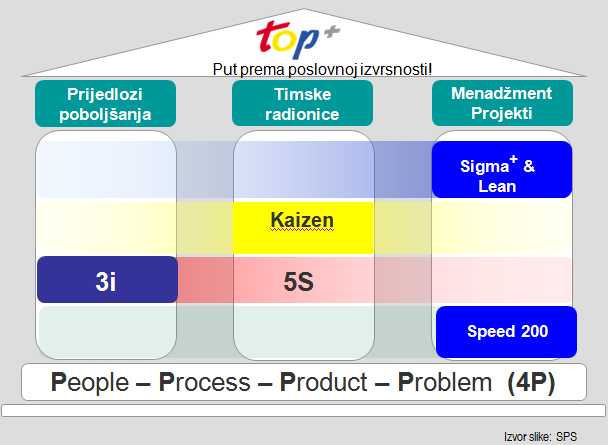 top+
Put prema poslovnoj izvrsnosti!
Prijedlozi
poboljšanja
Timske
radionice
Menadžment
Projekti
Sigma+ &
Lean
Kaizen
3i
5S
Speed 200
People – Process – Product – Problem (4P)
Izvor slike: SPS